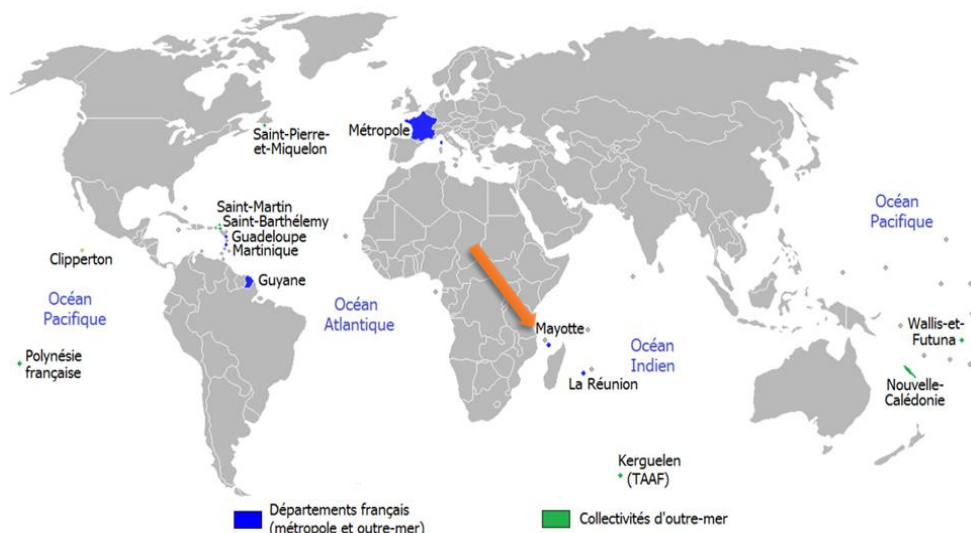 Saint-Pierre-
et-Miquelon
Métropole
Saint-Martin
Saint-Barthélemy
Guadeloupe
Martinique
Clipperton
Guyane
Océan
Pacifique
Océan
Pacifique
Océan
Atlantique
Mayotte
Océan
Indien
Wallis-et-
Futuna
Polynésie
française
La Réunion
Nouvelle-
Calédonie
Kerguelen
(TAAF)
Départements français
(métropole et outre-mer)
Collectivités d'outre-mer